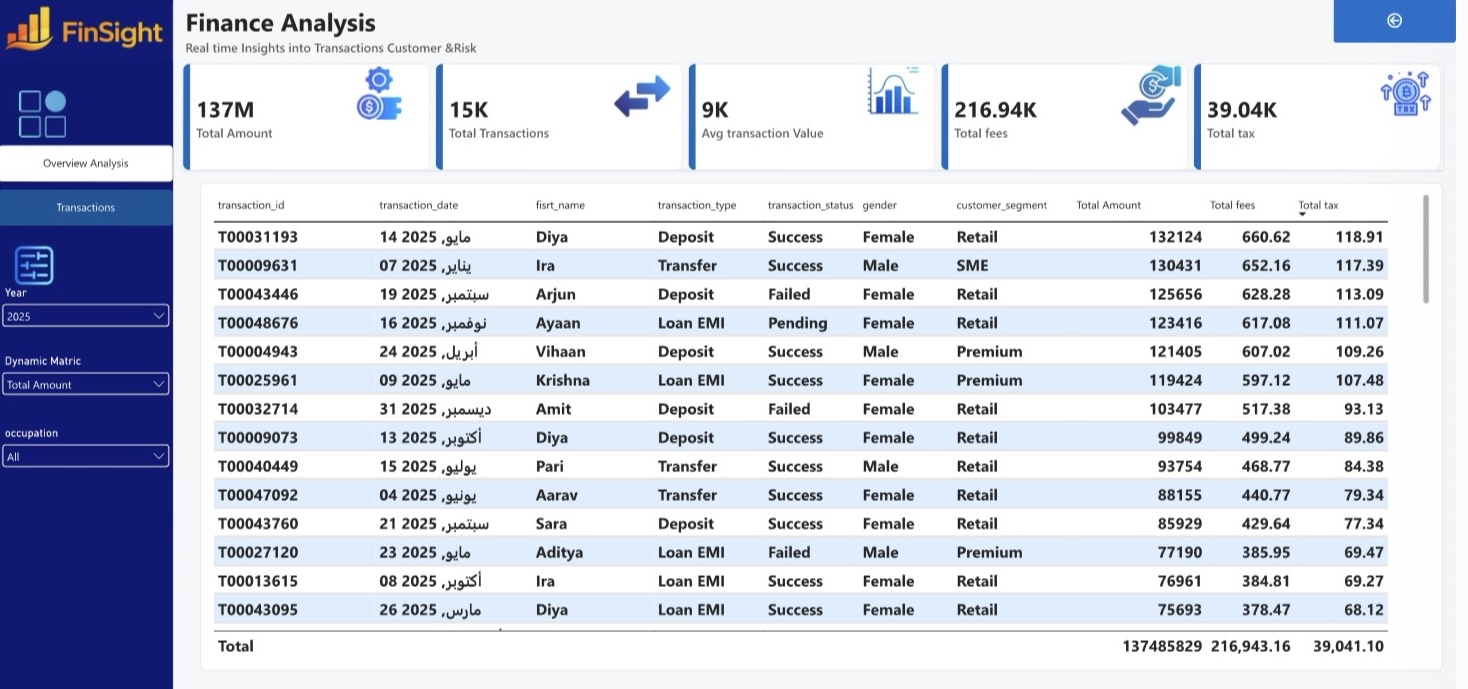 FinSight
Finance Analysis
Real time Insights into Transactions Customer &Risk
137M
Total Amount
15K
Total Transactions
9K
Avg transaction Value
216.94K
Total fees
TAX
39.04K
Total tax
Overview Analysis
Transactions
Year
2025
Dynamic Matric
Total Amount
occupation
All
transaction_id transaction_date fisrt_name transaction_type transaction_status gender customer_segment Total Amount Total fees Total tax
T00031193 14 مايو, 2025 Diya Deposit Success Female Retail 132124 660.62 118.91
T00009631 07 يناير, 2025 Ira Transfer Success Male SME 130431 652.16 117.39
T00043446 19 سبتمبر, 2025 Arjun Deposit Failed Female Retail 125656 628.28 113.09
T00048676 16 نوفمبر, 2025 Ayaan Loan EMI Pending Female Retail 123416 617.08 111.07
T00004943 24 أبريل, 2025 Vihaan Deposit Success Male Premium 121405 607.02 109.26
T00025961 09 مايو, 2025 Krishna Loan EMI Success Female Premium 119424 597.12 107.48
T00032714 31 ديسمبر, 2025 Amit Deposit Failed Female Retail 103477 517.38 93.13
T00009073 13 أكتوبر, 2025 Diya Deposit Success Female Retail 99849 499.24 89.86
T00040449 15 يوليو, 2025 Pari Transfer Success Male Retail 93754 468.77 84.38
T00047092 04 يونيو, 2025 Aarav Transfer Success Female Retail 88155 440.77 79.34
T00043760 21 سبتمبر, 2025 Sara Deposit Success Female Retail 85929 429.64 77.34
T00027120 23 مايو, 2025 Aditya Loan EMI Failed Male Premium 77190 385.95 69.47
T00013615 08 أكتوبر, 2025 Ira Loan EMI Success Female Retail 76961 384.81 69.27
T00043095 26 مارس, 2025 Diya Loan EMI Success Female Retail 75693 378.47 68.12
Total 137485829 216,943.16 39,041.10